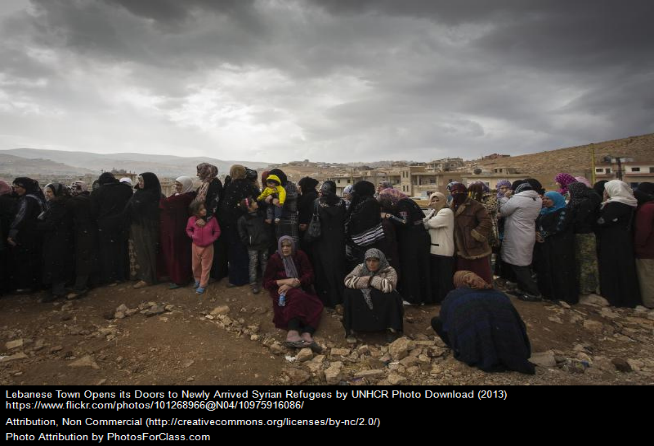 Lebanese Town Opens its Doors to Newly Arrived Syrian Refugees by UNHCR Photo Download (2013)
https://www.flickr.com/photos/101268966@N04/10975916086/
Attribution, Non Commercial (http://creativecommons.org/licenses/by-nc/2.0/)
Photo Attribution by PhotosForClass.com